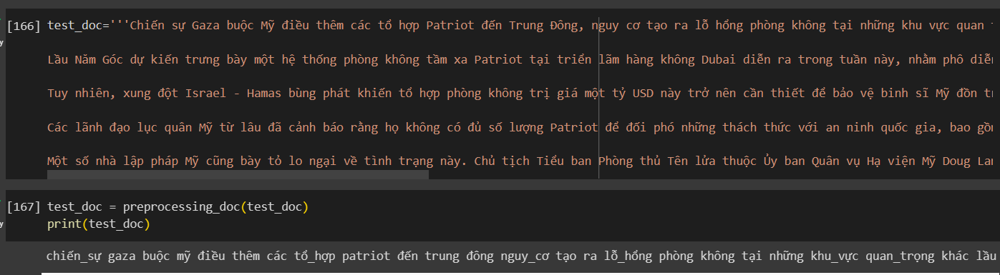 [166] test_doc='''Chiến sự Gaza buộc Mỹ điều thêm các tổ hợp Patriot đến Trung Đông, nguy cơ tạo ra lỗ hổng phòng không tại những khu vực quan
Lầu Năm Góc dự kiến trưng bày một hệ thống phòng không tầm xa Patriot tại triển lãm hàng không Dubai diễn ra trong tuần này, nhằm phô diễn
Tuy nhiên, xung đột Israel - Hamas bùng phát khiến tổ hợp phòng không trị giá một tỷ USD này trở nên cần thiết để bảo vệ binh sĩ Mỹ đồn
Các lãnh đạo lục quân Mỹ từ lâu đã cảnh báo rằng họ không có đủ số lượng Patriot để đối phó những thách thức với an ninh quốc gia, bao gồm
Một số nhà lập pháp Mỹ cũng bày tỏ lo ngại về tình trạng này. Chủ tịch Tiểu ban Phòng thủ Tên lửa thuộc Ủy ban Quân vụ Hạ viện Mỹ Doug
[167] test_doc = preprocessing_doc(test_doc)
print(test_doc)
chiến_sự gaza buộc mỹ điều thêm các tổ_hợp patriot đến trung đông nguy_cơ tạo ra lỗ_hổng phòng không tại những khu_vực quan_trọng khác lầu